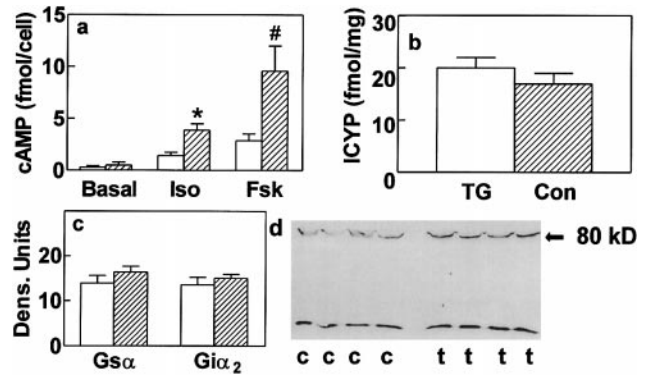 a
cAMP (fmol/cell)
15
10
5
0
#
*
Basal Iso Fsk
b
ICYP (fmol/mg)
30
20
10
0
TG Con
c
Dens. Units
20
10
0
Gsα Giα2
d
← 80 kD
c c c c t t t t